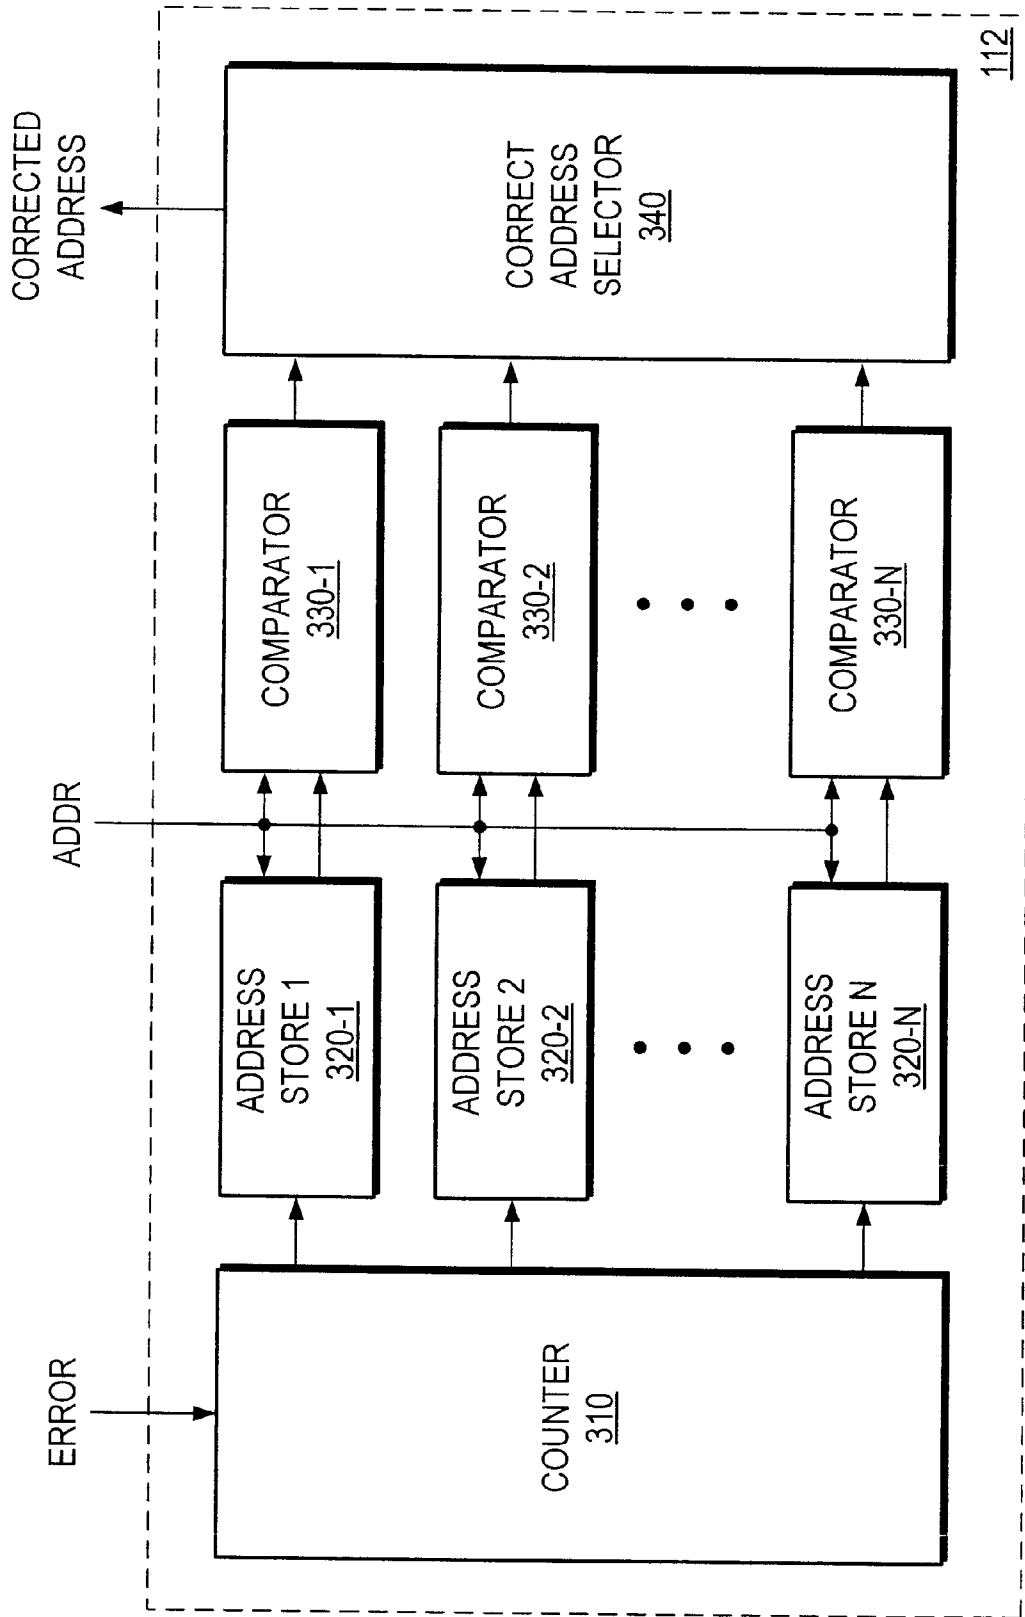 ERROR
ADDR
CORRECTED
ADDRESS
COUNTER
310
ADDRESS
STORE 1
320-1
COMPARATOR
330-1
ADDRESS
STORE 2
320-2
COMPARATOR
330-2
ADDRESS
STORE N
320-N
COMPARATOR
330-N
CORRECT
ADDRESS
SELECTOR
340
112